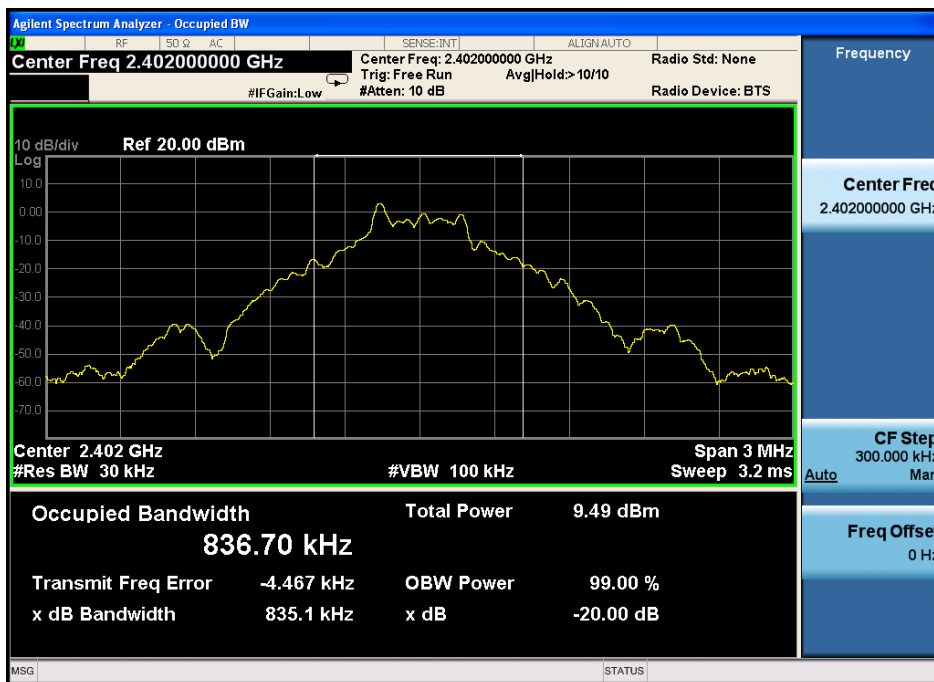 Agilent Spectrum Analyzer - Occupied BW
LXI RF 50 Ω AC SENSE:INT ALIGN AUTO
Center Freq 2.402000000 GHz
#IFGain:Low
Center Freq: 2.402000000 GHz
Trig: Free Run Avg|Hold:>10/10
#Atten: 10 dB
Radio Std: None
Radio Device: BTS
10 dB/div Ref 20.00 dBm
Log
10.0
0.00
-10.0
-20.0
-30.0
-40.0
-50.0
-60.0
-70.0
Center 2.402 GHz Span 3 MHz
#Res BW 30 kHz #VBW 100 kHz Sweep 3.2 ms
Occupied Bandwidth Total Power 9.49 dBm
836.70 kHz
Transmit Freq Error -4.467 kHz OBW Power 99.00 %
x dB Bandwidth 835.1 kHz x dB -20.00 dB
MSG STATUS
Frequency
Center Freq
2.402000000 GHz
CF Step
300.000 kHz
Auto Man
Freq Offset
0 Hz